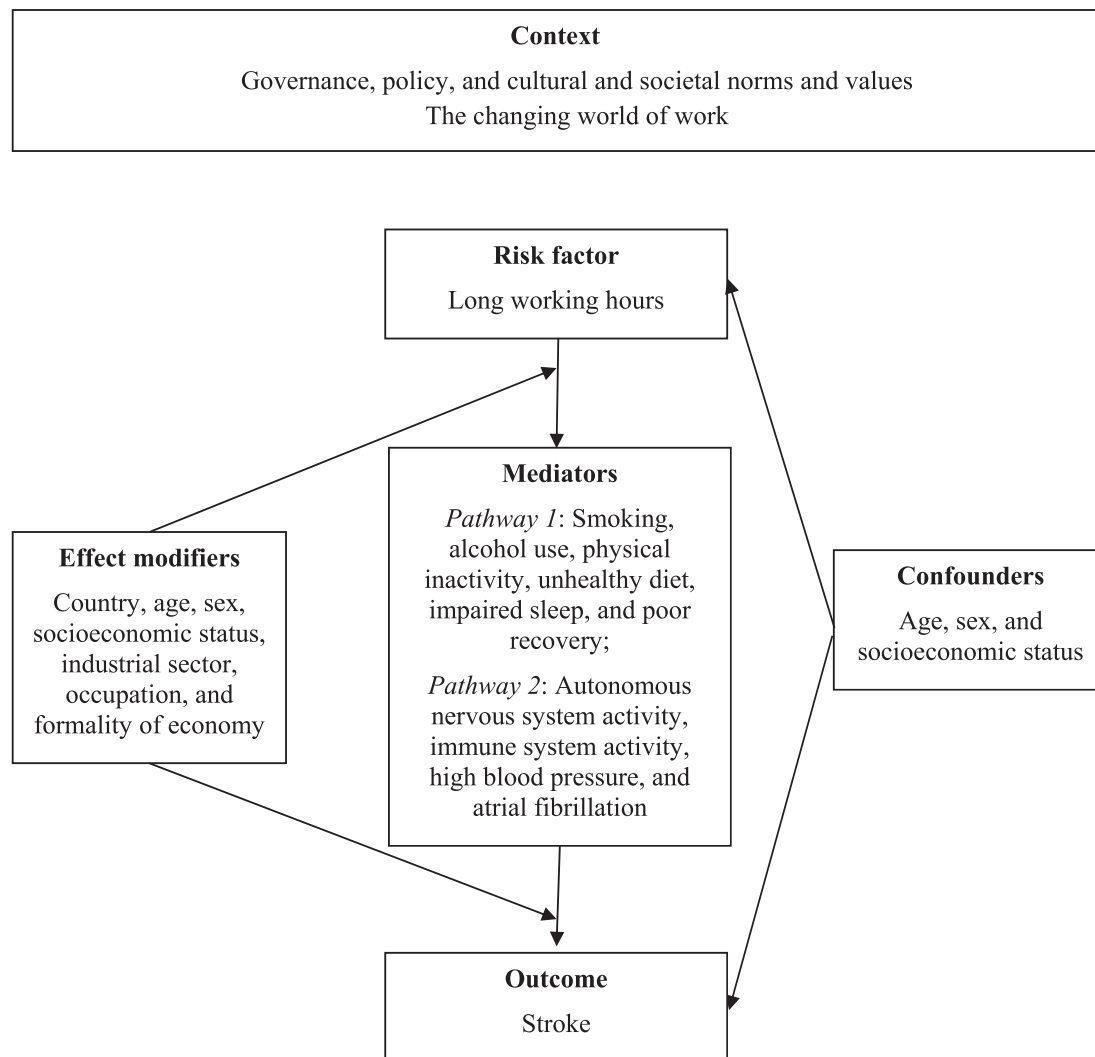 Context
Governance, policy, and cultural and societal norms and values
The changing world of work
Risk factor
Long working hours
Mediators
Pathway 1: Smoking,
alcohol use, physical
inactivity, unhealthy diet,
impaired sleep, and poor
recovery;
Pathway 2: Autonomous
nervous system activity,
immune system activity,
high blood pressure, and
atrial fibrillation
Effect modifiers
Country, age, sex,
socioeconomic status,
industrial sector,
occupation, and
formality of economy
Confounders
Age, sex, and
socioeconomic status
Outcome
Stroke